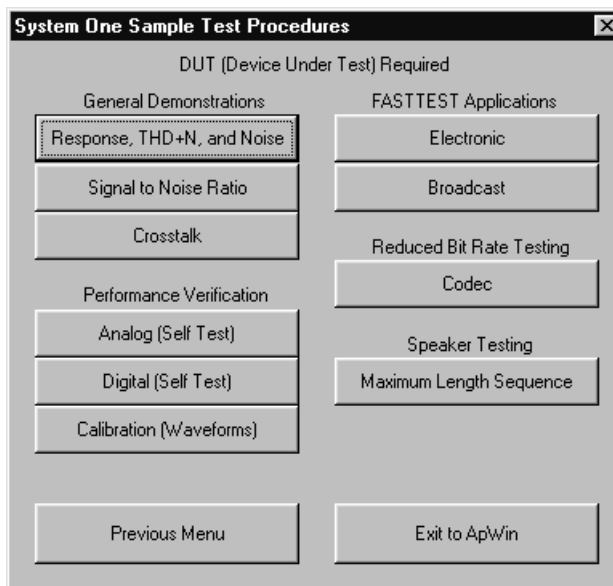 System One Sample Test Procedures
DUT (Device Under Test) Required
General Demonstrations
Response, THD+N, and Noise
Signal to Noise Ratio
Crosstalk
Performance Verification
Analog (Self Test)
Digital (Self Test)
Calibration (Waveforms)
FASTTEST Applications
Electronic
Broadcast
Reduced Bit Rate Testing
Codec
Speaker Testing
Maximum Length Sequence
Previous Menu
Exit to ApWin